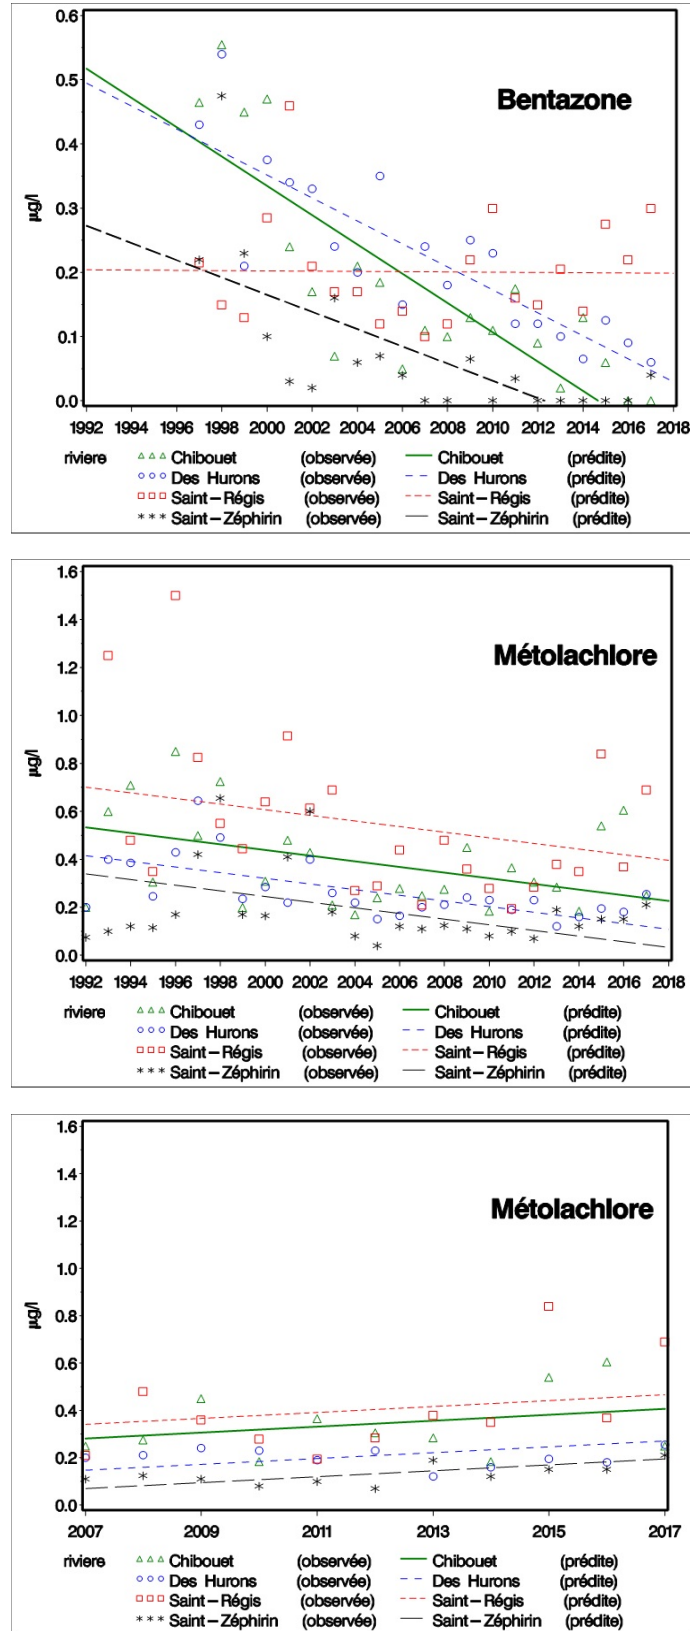 0.6
Bentazone
0.5
0.4
µg/l
0.3
0.2
0.1
0.0
1992 1994 1996 1998 2000 2002 2004 2006 2008 2010 2012 2014 2016 2018
riviere Chibouet (observée) Chibouet (prédite)
Des Hurons (observée) Des Hurons (prédite)
Saint-Régis (observée) Saint-Régis (prédite)
Saint-Zéphirin (observée) Saint-Zéphirin (prédite)
1.6
1.4
Métolachlore
1.2
1.0
µg/l
0.8
0.6
0.4
0.2
0.0
1992 1994 1996 1998 2000 2002 2004 2006 2008 2010 2012 2014 2016 2018
riviere Chibouet (observée) Chibouet (prédite)
Des Hurons (observée) Des Hurons (prédite)
Saint-Régis (observée) Saint-Régis (prédite)
Saint-Zéphirin (observée) Saint-Zéphirin (prédite)
1.6
1.4
Métolachlore
1.2
1.0
µg/l
0.8
0.6
0.4
0.2
0.0
2007 2009 2011 2013 2015 2017
riviere Chibouet (observée) Chibouet (prédite)
Des Hurons (observée) Des Hurons (prédite)
Saint-Régis (observée) Saint-Régis (prédite)
Saint-Zéphirin (observée) Saint-Zéphirin (prédite)